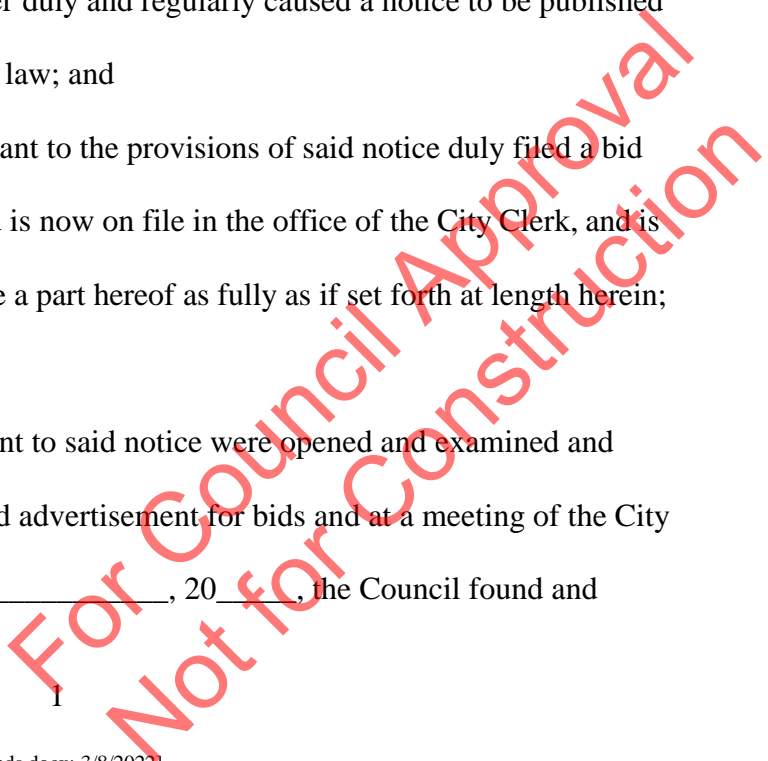 er duly and regularly caused a notice to be published
law; and
ant to the provisions of said notice duly filed a bid
is now on file in the office of the City Clerk, and is
e a part hereof as fully as if set forth at length herein;
nt to said notice were opened and examined and
d advertisement for bids and at a meeting of the City
____________, 20_____, the Council found and
1
For Council Approval
Not for Construction